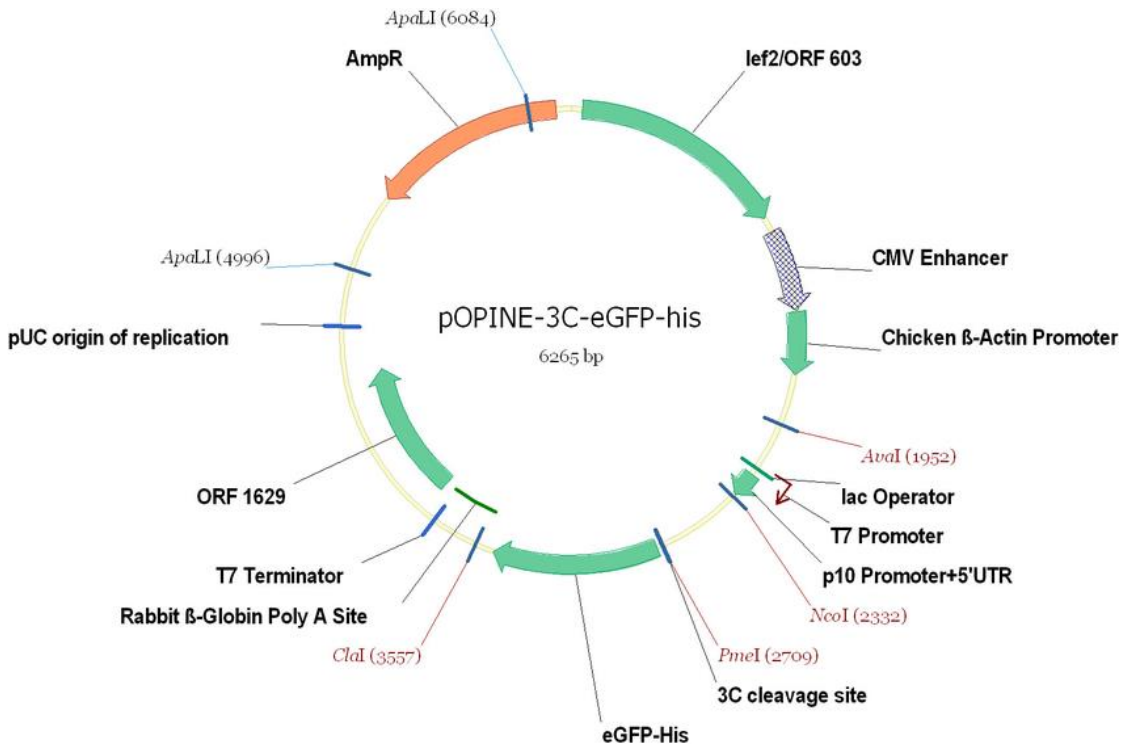 ApaLI (6084)
AmpR
lef2/ORF 603
CMV Enhancer
ApaLI (4996)
pOPINE-3C-eGFP-his
6265 bp
pUC origin of replication
Chicken ß-Actin Promoter
AvaI (1952)
lac Operator
ORF 1629
T7 Promoter
T7 Terminator
p10 Promoter+5'UTR
Rabbit ß-Globin Poly A Site
NcoI (2332)
ClaI (3557)
PmeI (2709)
3C cleavage site
eGFP-His